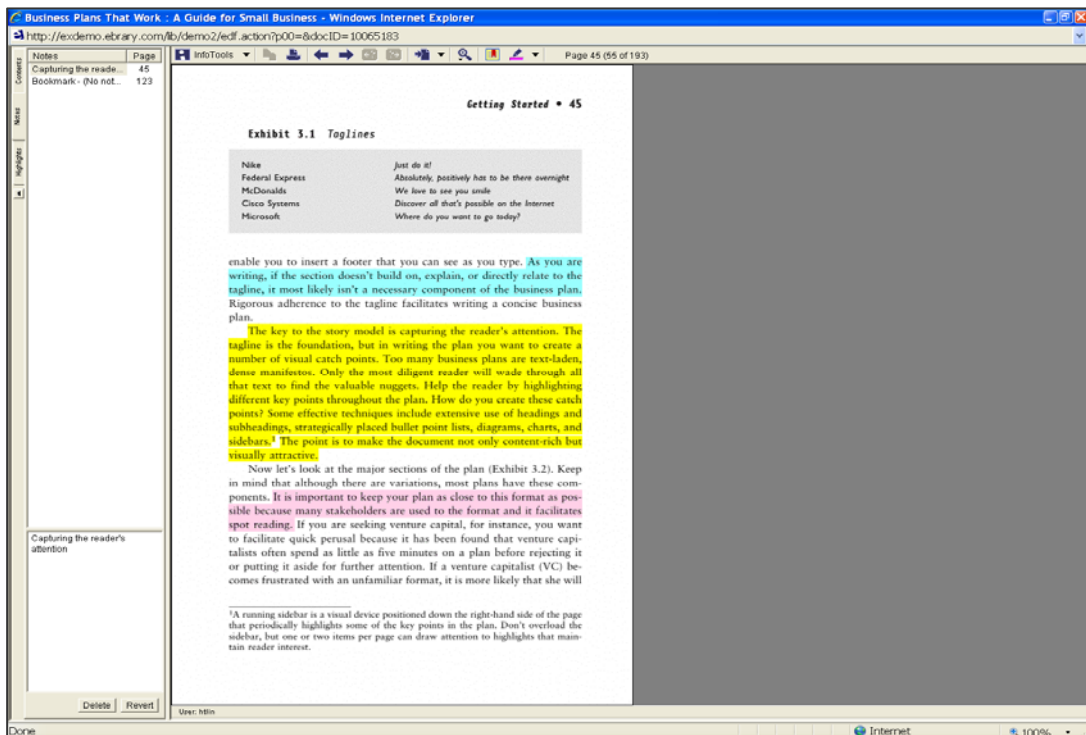 Business Plans That Work : A Guide for Small Business - Windows Internet Explorer
http://exdemo.ebrary.com/lib/demo2/edf.action?p00=&docID=10065183
Contents
Notes
Highlights
Notes Page
Capturing the reade... 45
Bookmark - (No not... 123
InfoTools Page 45 (55 of 193)
Getting Started • 45
Exhibit 3.1 Taglines
Nike Just do it!
Federal Express Absolutely, positively has to be there overnight
McDonalds We love to see you smile
Cisco Systems Discover all that's possible on the Internet
Microsoft Where do you want to go today?
enable you to insert a footer that you can see as you type. As you are
writing, if the section doesn't build on, explain, or directly relate to the
tagline, it most likely isn't a necessary component of the business plan.
Rigorous adherence to the tagline facilitates writing a concise business
plan.
The key to the story model is capturing the reader's attention. The
tagline is the foundation, but in writing the plan you want to create a
number of visual catch points. Too many business plans are text-laden,
dense manifestos. Only the most diligent reader will wade through all
that text to find the valuable nuggets. Help the reader by highlighting
different key points throughout the plan. How do you create these catch
points? Some effective techniques include extensive use of headings and
subheadings, strategically placed bullet point lists, diagrams, charts, and
sidebars.¹ The point is to make the document not only content-rich but
visually attractive.
Now let's look at the major sections of the plan (Exhibit 3.2). Keep
in mind that although there are variations, most plans have these com-
ponents. It is important to keep your plan as close to this format as pos-
sible because many stakeholders are used to the format and it facilitates
spot reading. If you are seeking venture capital, for instance, you want
to facilitate quick perusal because it has been found that venture capi-
talists often spend as little as five minutes on a plan before rejecting it
or putting it aside for further attention. If a venture capitalist (VC) be-
comes frustrated with an unfamiliar format, it is more likely that she will
¹A running sidebar is a visual device positioned down the right-hand side of the page
that periodically highlights some of the key points in the plan. Don't overload the
sidebar, but one or two items per page can draw attention to highlights that main-
tain reader interest.
Capturing the reader's
attention
Delete Revert
User: htlin
Done Internet 100%